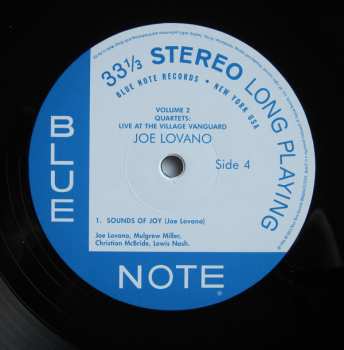 33 1/3 STEREO LONG PLAYING
BLUE NOTE RECORDS • NEW YORK USA
VOLUME 2
QUARTETS:
LIVE AT THE VILLAGE VANGUARD
JOE LOVANO
Side 4
1. SOUNDS OF JOY (Joe Lovano)
Joe Lovano, Mulgrew Miller,
Christian McBride, Lewis Nash.
BLUE
NOTE